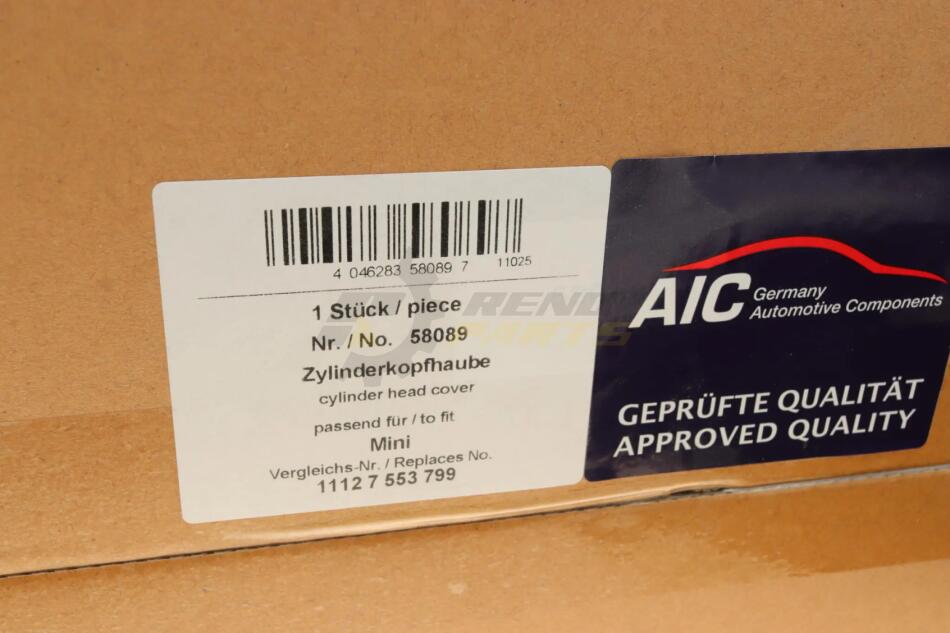 4 046283 58089 7 11025
1 Stück / piece
Nr. / No. 58089
Zylinderkopfhaube
cylinder head cover
passend für / to fit
Mini
Vergleichs-Nr. / Replaces No.
1112 7 553 799
AIC Germany
Automotive Components
GEPRÜFTE QUALITÄT
APPROVED QUALITY
PARTS